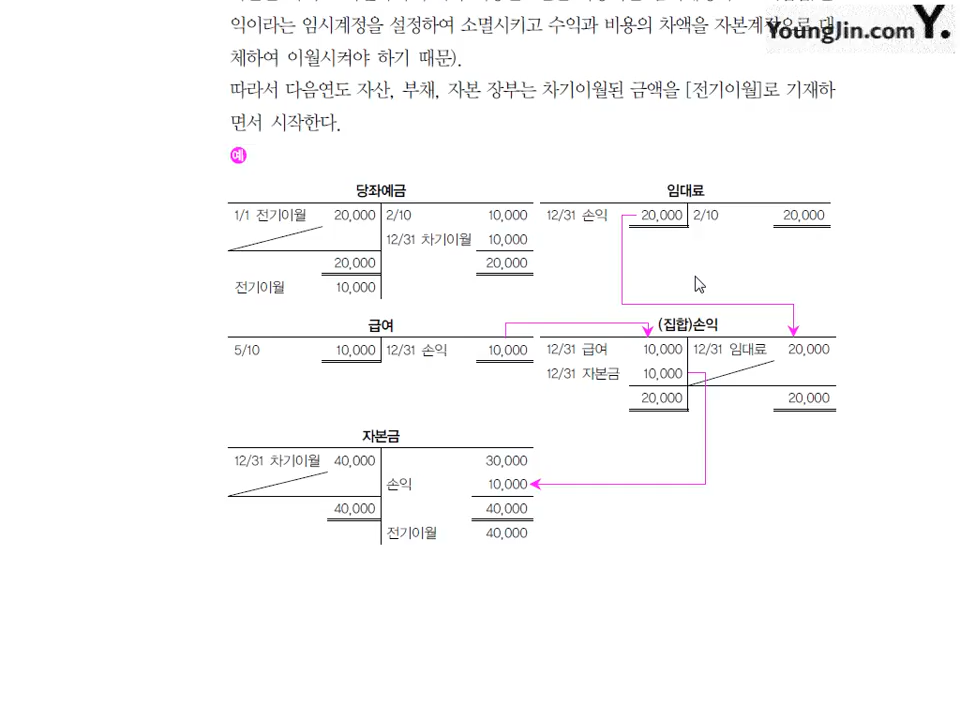 익이라는 임시계정을 설정하여 소멸시키고 수익과 비용의 차액을 자본계정으로 대
YoungJin.com Y.
체하여 이월시켜야 하기 때문).
따라서 다음연도 자산, 부채, 자본 장부는 차기이월된 금액을 [전기이월]로 기재하
면서 시작한다.
예
당좌예금
1/1 전기이월 20,000 2/10 10,000
12/31 차기이월 10,000
20,000 20,000
전기이월 10,000
임대료
12/31 손익 20,000 2/10 20,000
급여
5/10 10,000 12/31 손익 10,000
(집합)손익
12/31 급여 10,000 12/31 임대료 20,000
12/31 자본금 10,000
20,000 20,000
자본금
12/31 차기이월 40,000 30,000
손익 10,000
40,000 40,000
전기이월 40,000